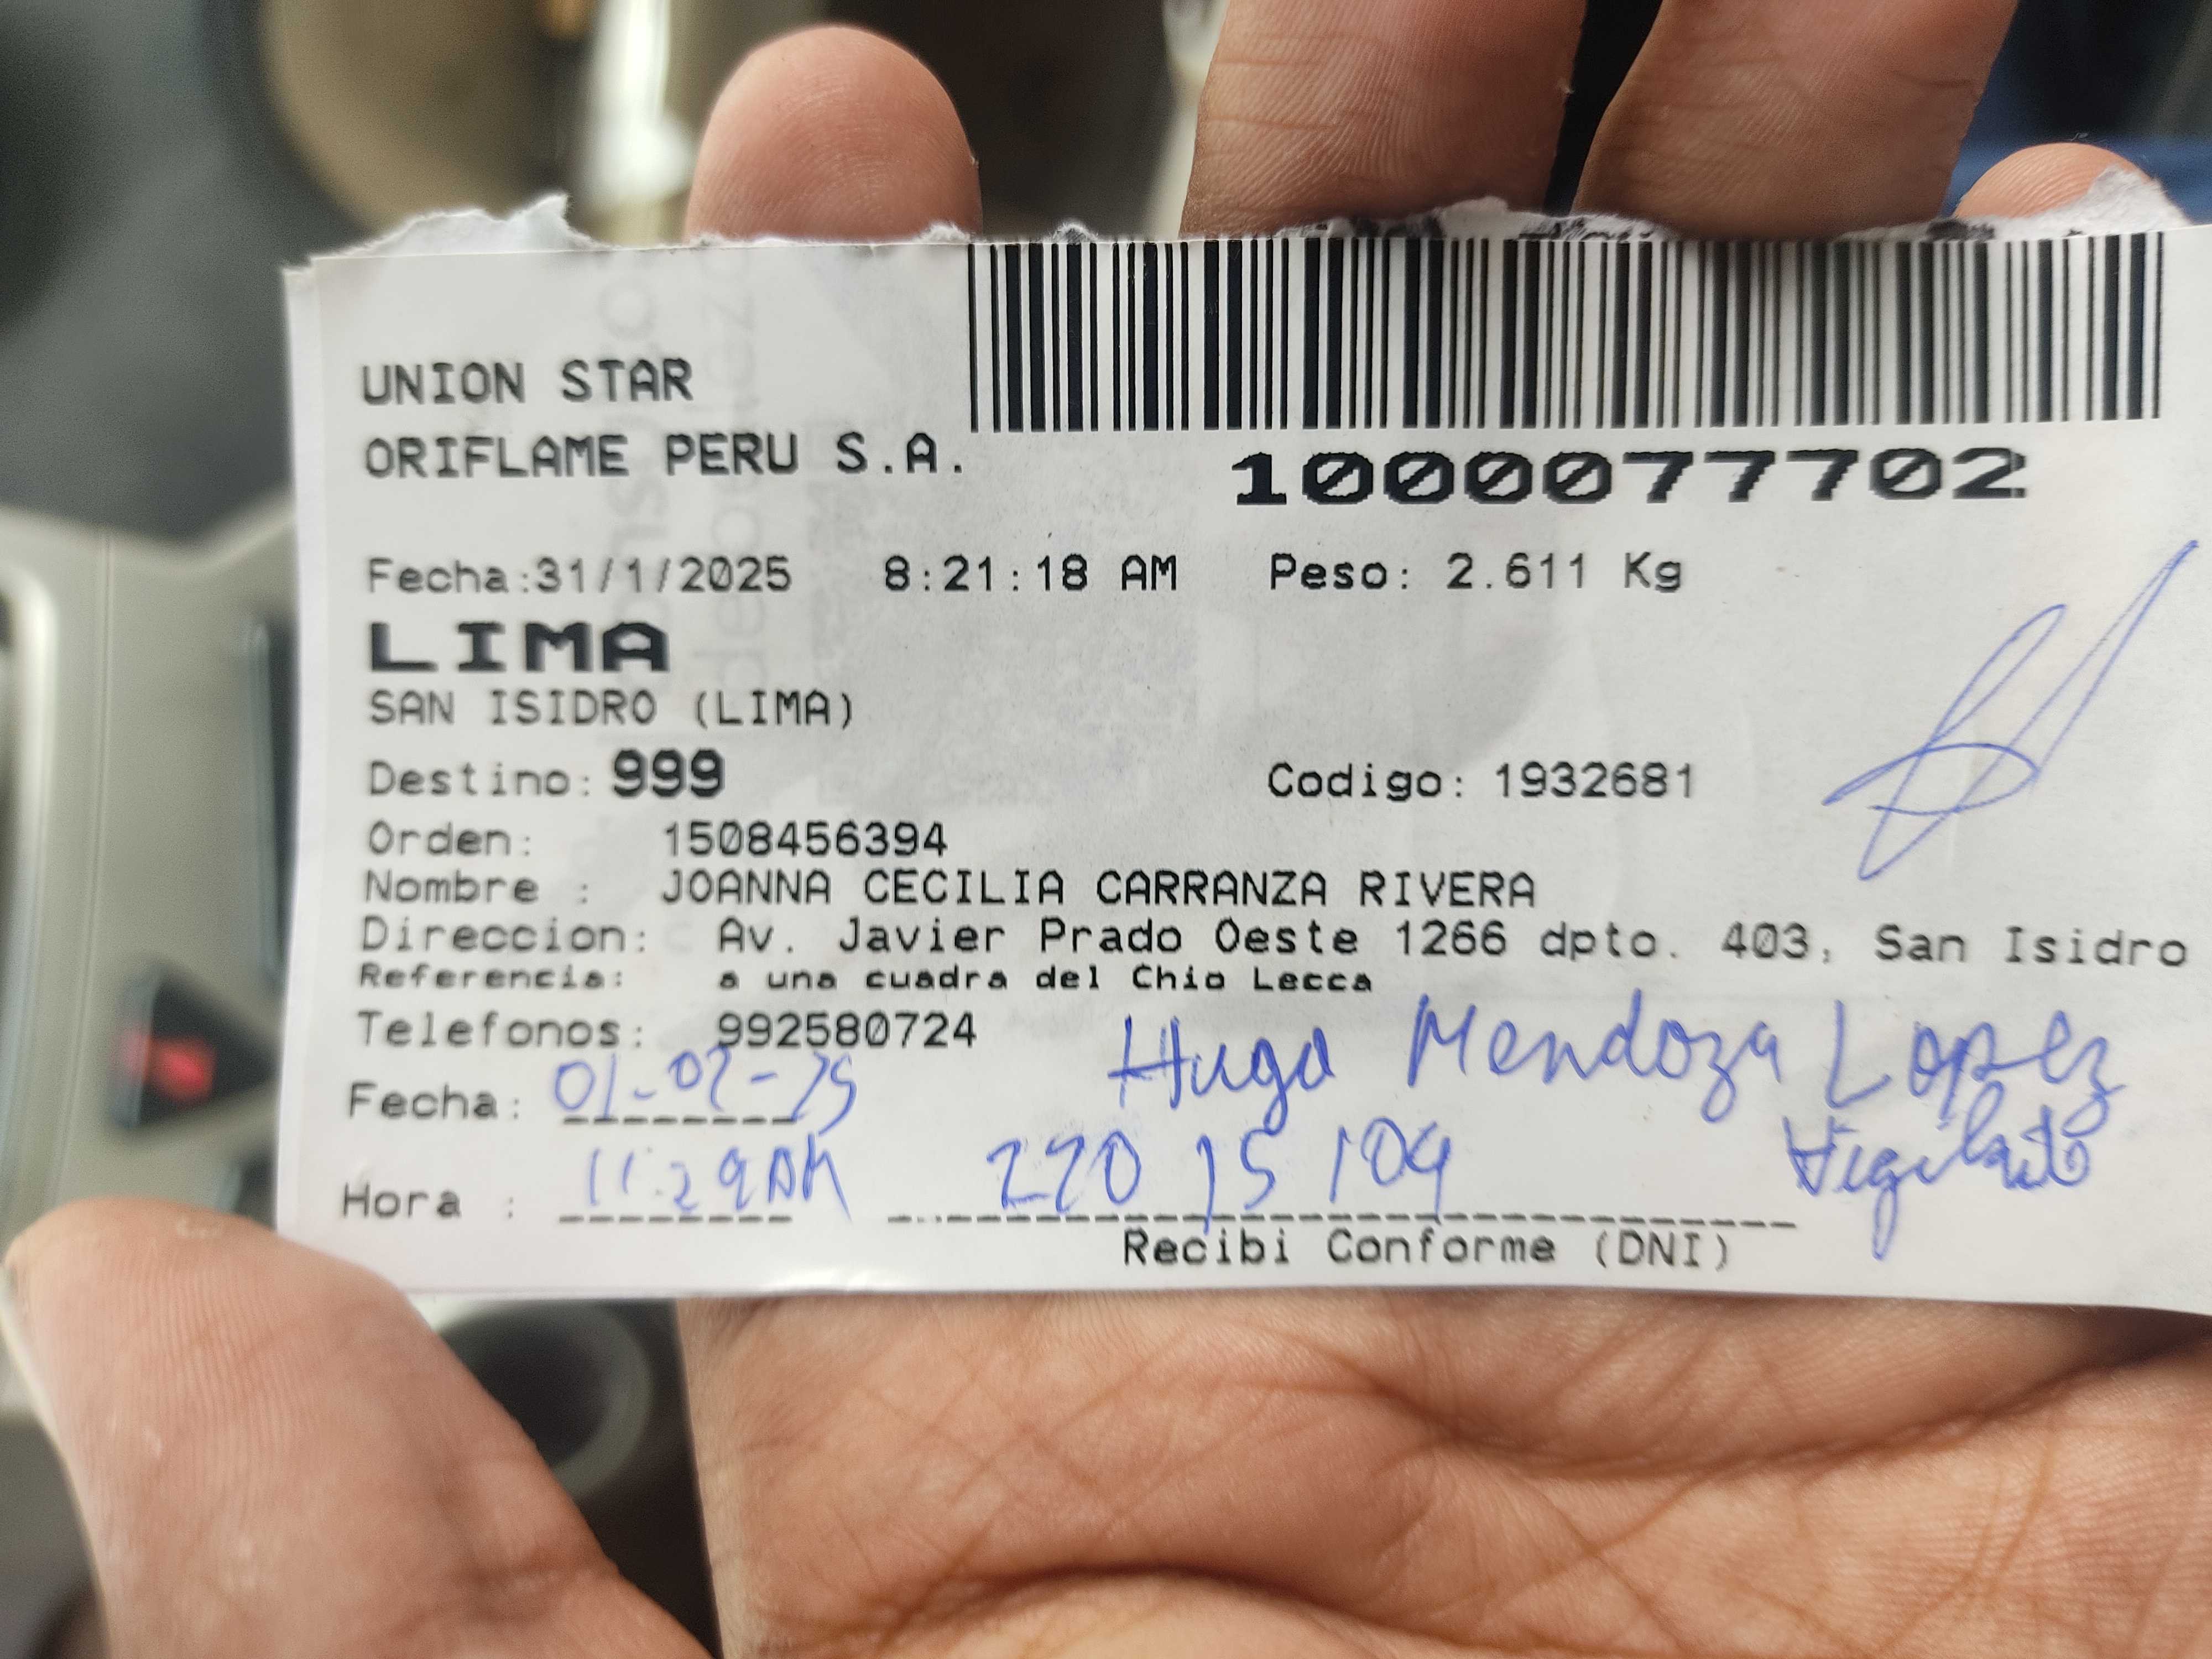 UNION STAR
ORIFLAME PERU S.A.
1000077702
Fecha:31/1/2025 8:21:18 AM Peso: 2.611 Kg
LIMA
SAN ISIDRO (LIMA)
Destino: 999 Codigo: 1932681
Orden: 1508456394
Nombre : JOANNA CECILIA CARRANZA RIVERA
Direccion: Av. Javier Prado Oeste 1266 dpto. 403, San Isidro
Referencia: a una cuadra del Chio Lecca
Telefonos: 992580724
Hugo Mendoza Lopez
Fecha: 01-02-25
Hora : 11:29AM 220 15 109
Recibi Conforme (DNI)